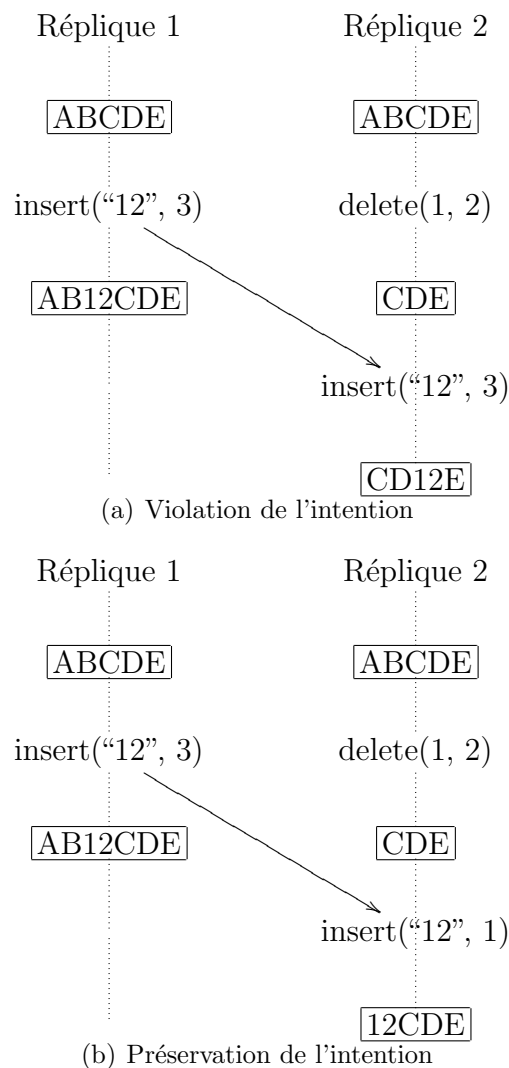 Réplique 1 Réplique 2
ABCDE ABCDE
insert(“12”, 3) delete(1, 2)
AB12CDE CDE
insert(“12”, 3)
CD12E
(a) Violation de l'intention
Réplique 1 Réplique 2
ABCDE ABCDE
insert(“12”, 3) delete(1, 2)
AB12CDE CDE
insert(“12”, 1)
12CDE
(b) Préservation de l'intention